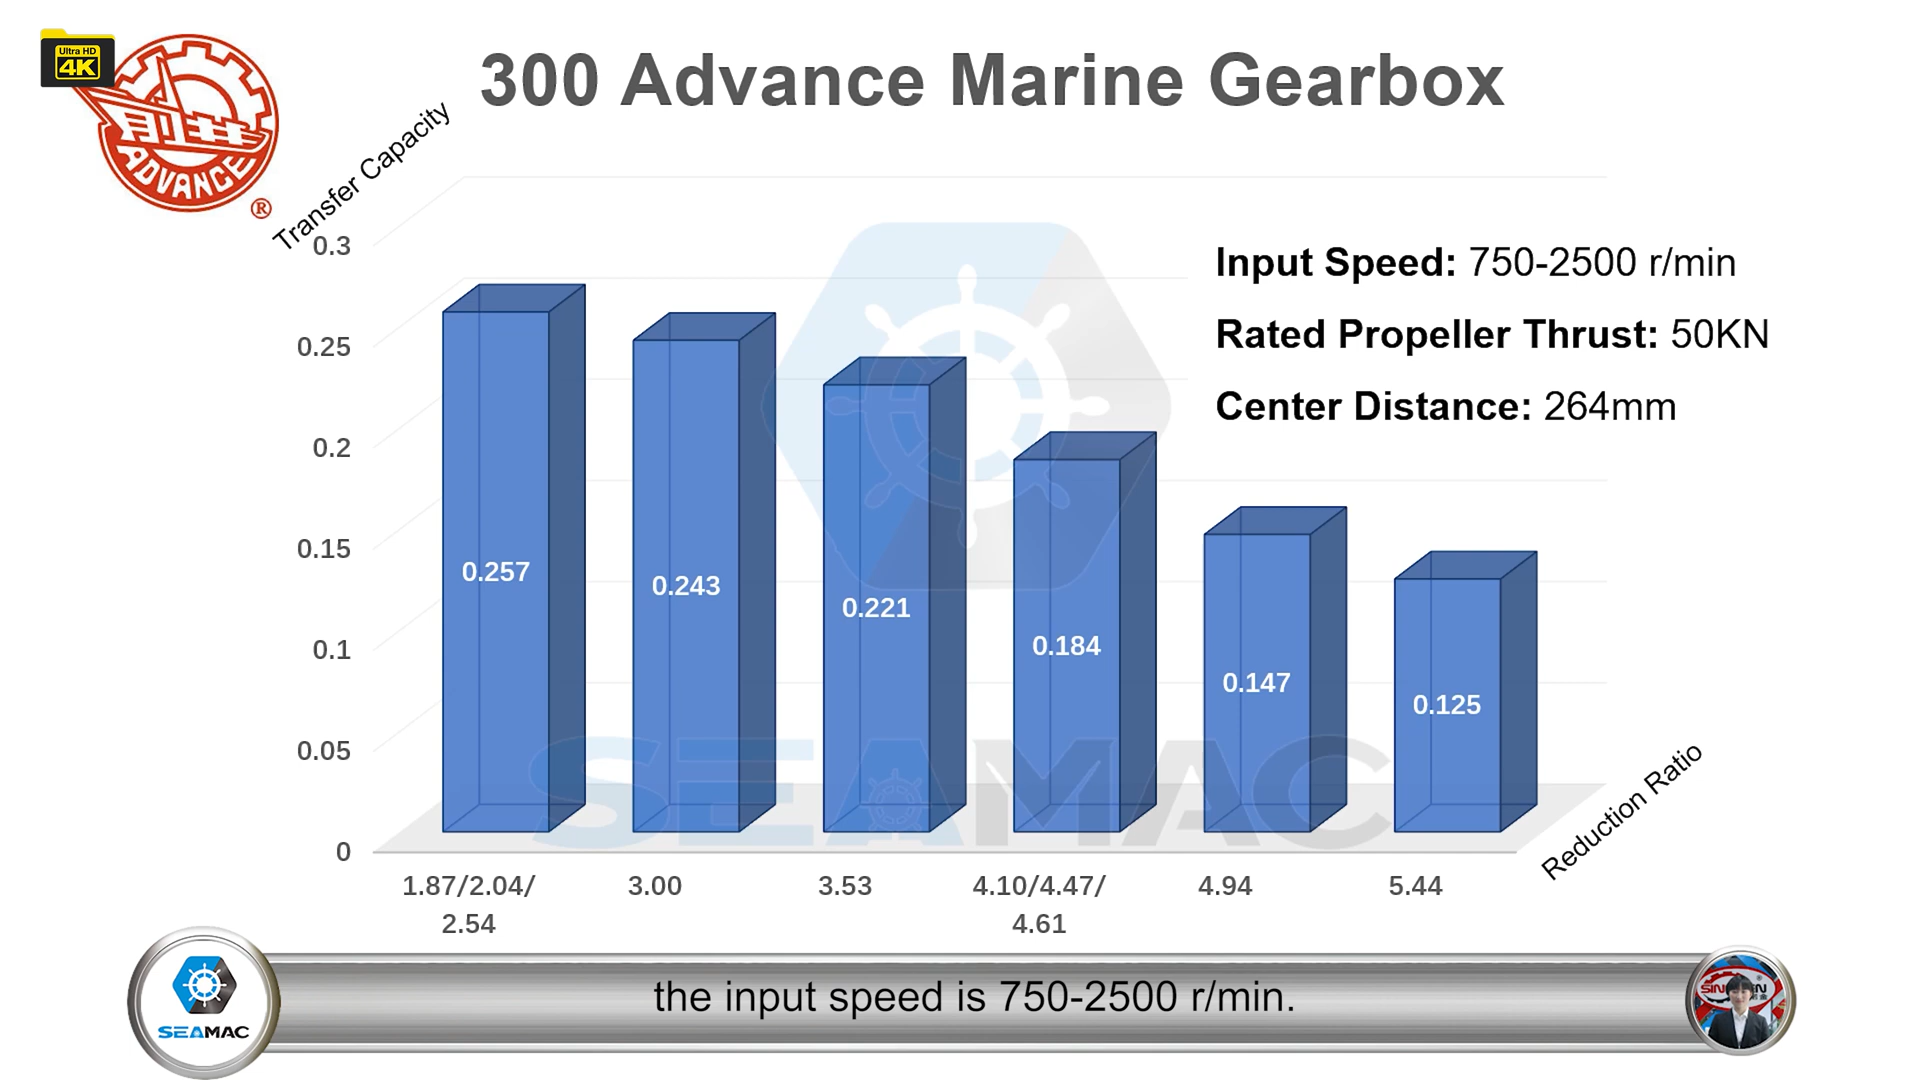 Ultra HD
4K
前进
ADVANCE
®
300 Advance Marine Gearbox
Transfer Capacity
Input Speed: 750-2500 r/min
Rated Propeller Thrust: 50KN
Center Distance: 264mm
0.3
0.25
0.2
0.15
0.1
0.05
0
0.257
0.243
0.221
0.184
0.147
0.125
SEAMAC
1.87/2.04/
2.54
3.00
3.53
4.10/4.47/
4.61
4.94
5.44
Reduction Ratio
SEAMAC
the input speed is 750-2500 r/min.